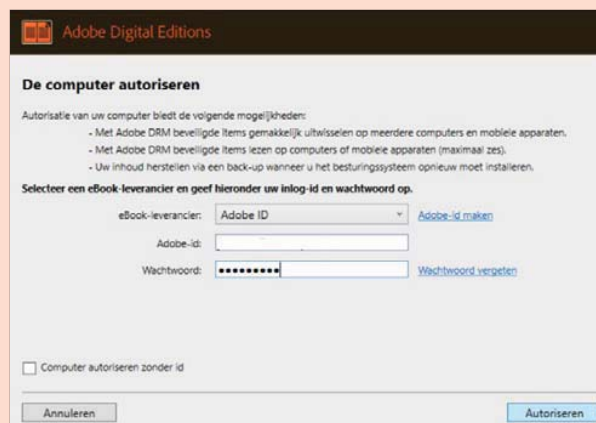 Adobe Digital Editions
De computer autoriseren
Autorisatie van uw computer biedt de volgende mogelijkheden:
- Met Adobe DRM beveiligde items gemakkelijk uitwisselen op meerdere computers en mobiele apparaten.
- Met Adobe DRM beveiligde items lezen op computers of mobiele apparaten (maximaal zes).
- Uw inhoud herstellen via een back-up wanneer u het besturingssysteem opnieuw moet installeren.
Selecteer een eBook-leverancier en geef hieronder uw inlog-id en wachtwoord op.
eBook-leverancier: Adobe ID Adobe-id maken
Adobe-id:
Wachtwoord: ●●●●●●●●● Wachtwoord vergeten
Computer autoriseren zonder id
Annuleren Autoriseren